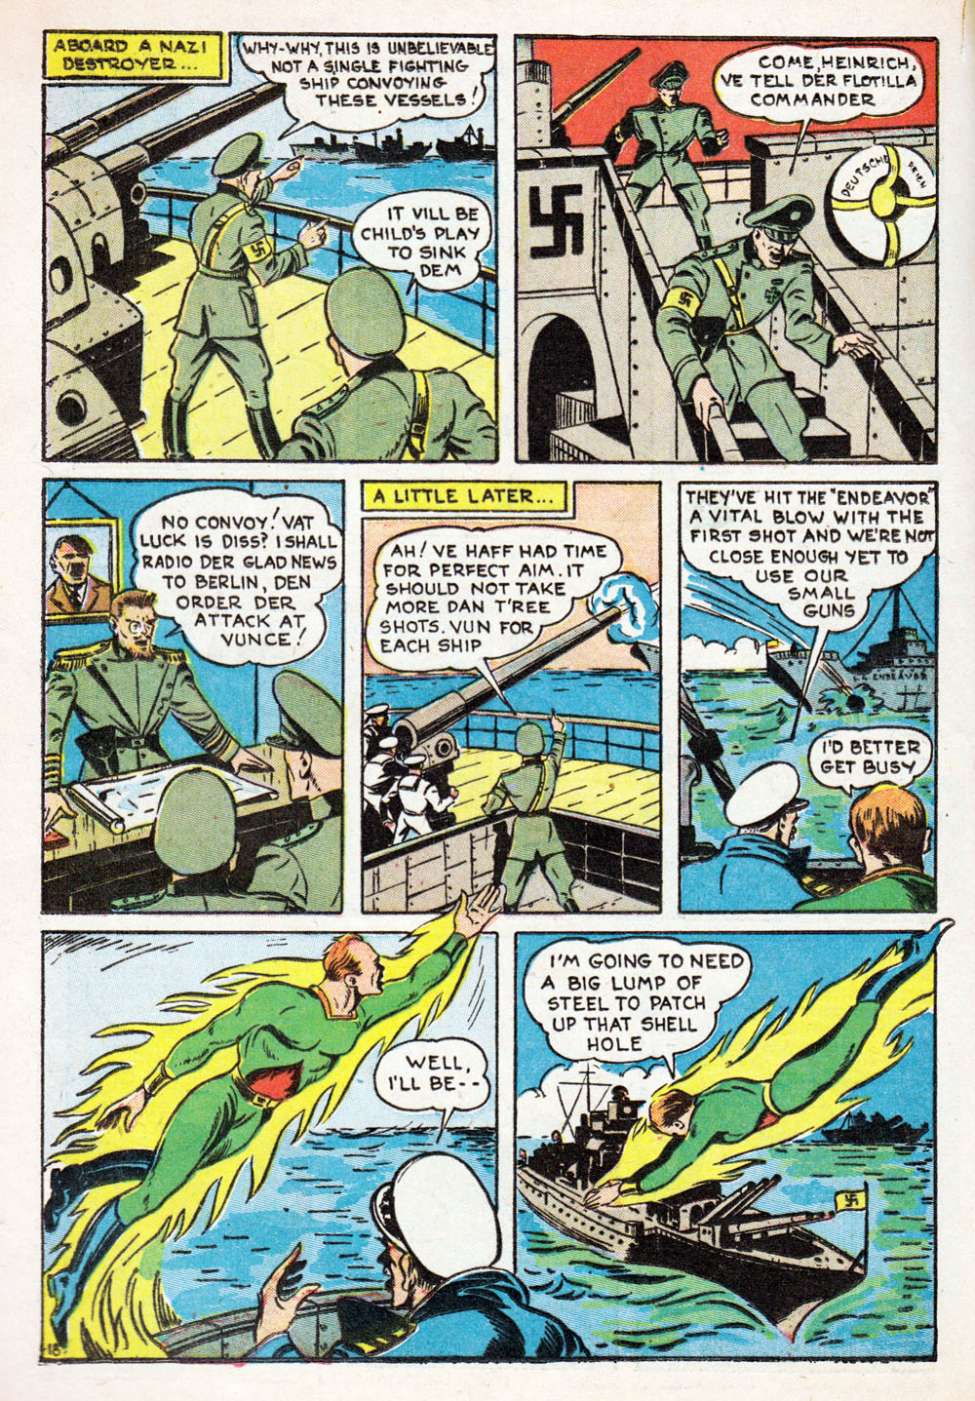 ABOARD A NAZI
DESTROYER...
WHY-WHY, THIS IS UNBELIEVABLE
NOT A SINGLE FIGHTING
SHIP CONVOYING
THESE VESSELS!
IT VILL BE
CHILD'S PLAY
TO SINK
DEM
COME, HEINRICH,
VE TELL DER FLOTILLA
COMMANDER
DEUTSCHE
REICH
NO CONVOY! VAT
LUCK IS DISS? I SHALL
RADIO DER GLAD NEWS
TO BERLIN, DEN
ORDER DER
ATTACK AT
VUNCE!
A LITTLE LATER...
AH! VE HAFF HAD TIME
FOR PERFECT AIM. IT
SHOULD NOT TAKE
MORE DAN T'REE
SHOTS. VUN FOR
EACH SHIP
THEY'VE HIT THE "ENDEAVOR"
A VITAL BLOW WITH THE
FIRST SHOT AND WE'RE NOT
CLOSE ENOUGH YET TO
USE OUR
SMALL
GUNS
ENDEAVOR
I'D BETTER
GET BUSY
WELL,
I'LL BE--
I'M GOING TO NEED
A BIG LUMP OF
STEEL TO PATCH
UP THAT SHELL
HOLE